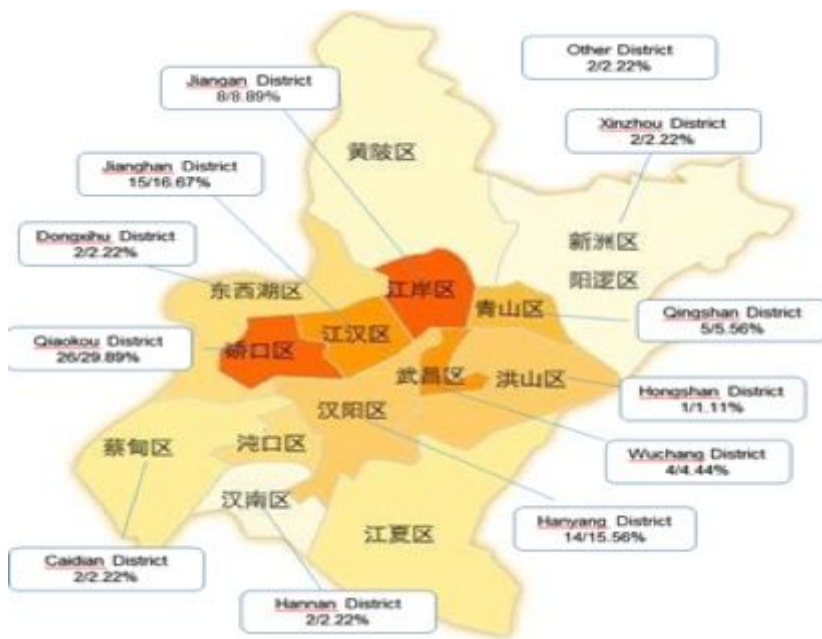 Other District
2/2.22%
Jiangan District
8/8.89%
Xinzhou District
2/2.22%
黄陂区
Jianghan District
15/16.67%
Dongxihu District
2/2.22%
新洲区
阳逻区
东西湖区
江岸区
青山区
Qingshan District
5/5.56%
江汉区
Qiaokou District
26/29.89%
硚口区
武昌区
洪山区
Hongshan District
1/1.11%
汉阳区
蔡甸区
沌口区
Wuchang District
4/4.44%
汉南区
江夏区
Hanyang District
14/15.56%
Caidian District
2/2.22%
Hannan District
2/2.22%